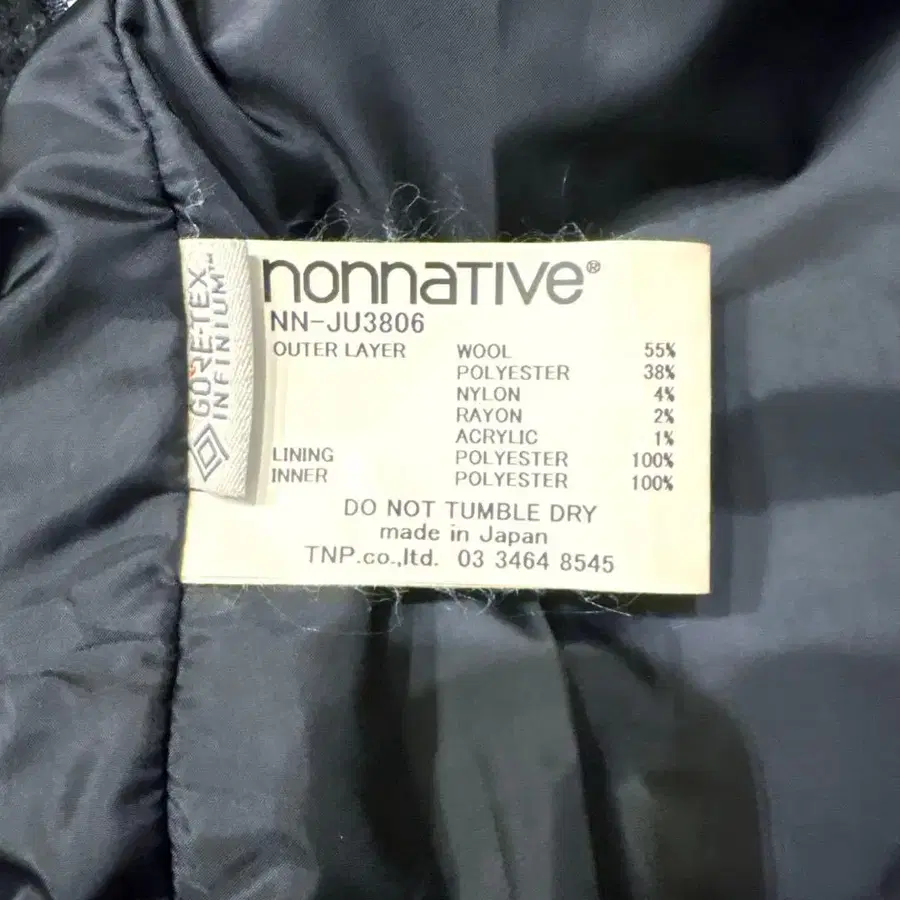 GORE-TEX
INFINIUM™
nonnative®
NN-JU3806
OUTER LAYER WOOL 55%
POLYESTER 38%
NYLON 4%
RAYON 2%
ACRYLIC 1%
LINING POLYESTER 100%
INNER POLYESTER 100%
DO NOT TUMBLE DRY
made in Japan
TNP.co.,ltd. 03 3464 8545